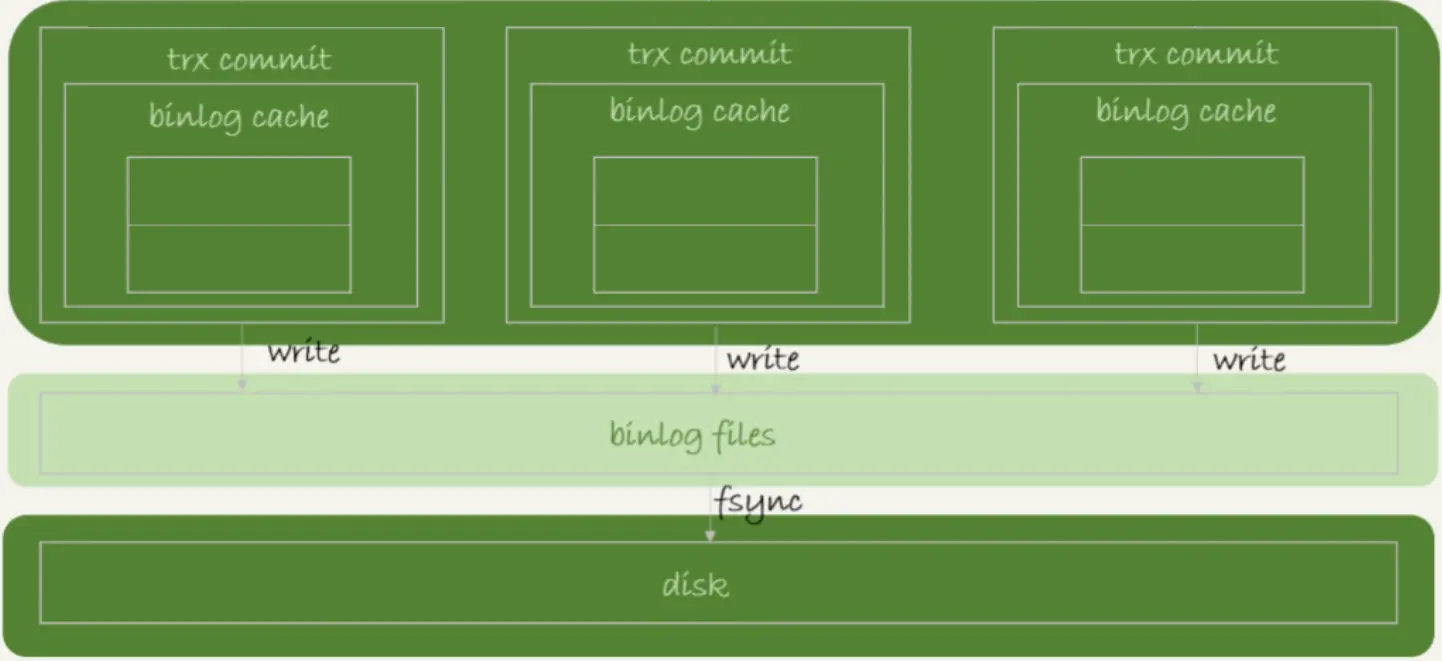 trx commit
binlog cache
trx commit
binlog cache
trx commit
binlog cache
write
write
write
binlog files
fsync
disk